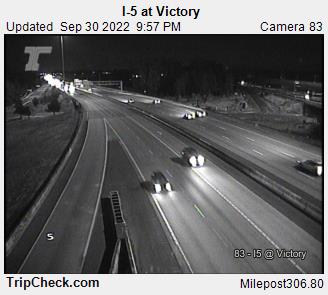 I-5 at Victory
Updated Sep 30 2022 9:57 PM Camera 83
S
83 - I5 @ Victory
TripCheck.com Milepost306.80